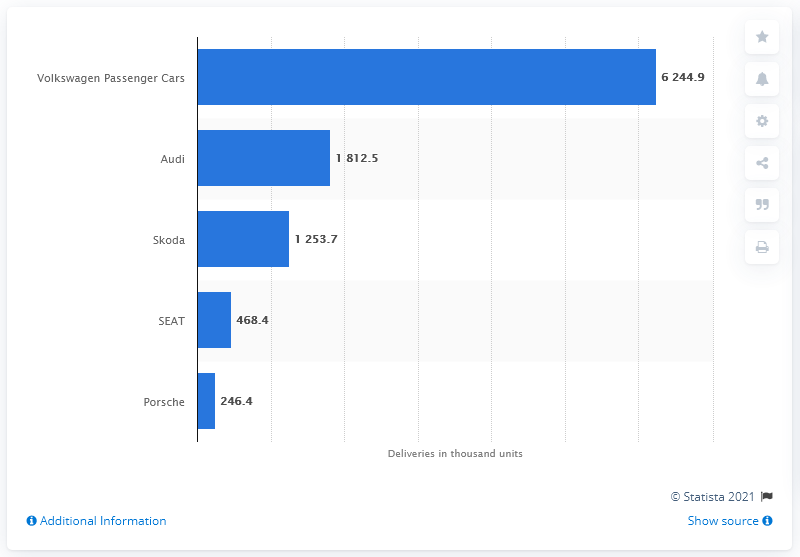 Volkswagen Passenger Cars 6 244.9
Audi 1 812.5
Skoda 1 253.7
SEAT 468.4
Porsche 246.4
Deliveries in thousand units
© Statista 2021
Additional Information Show source